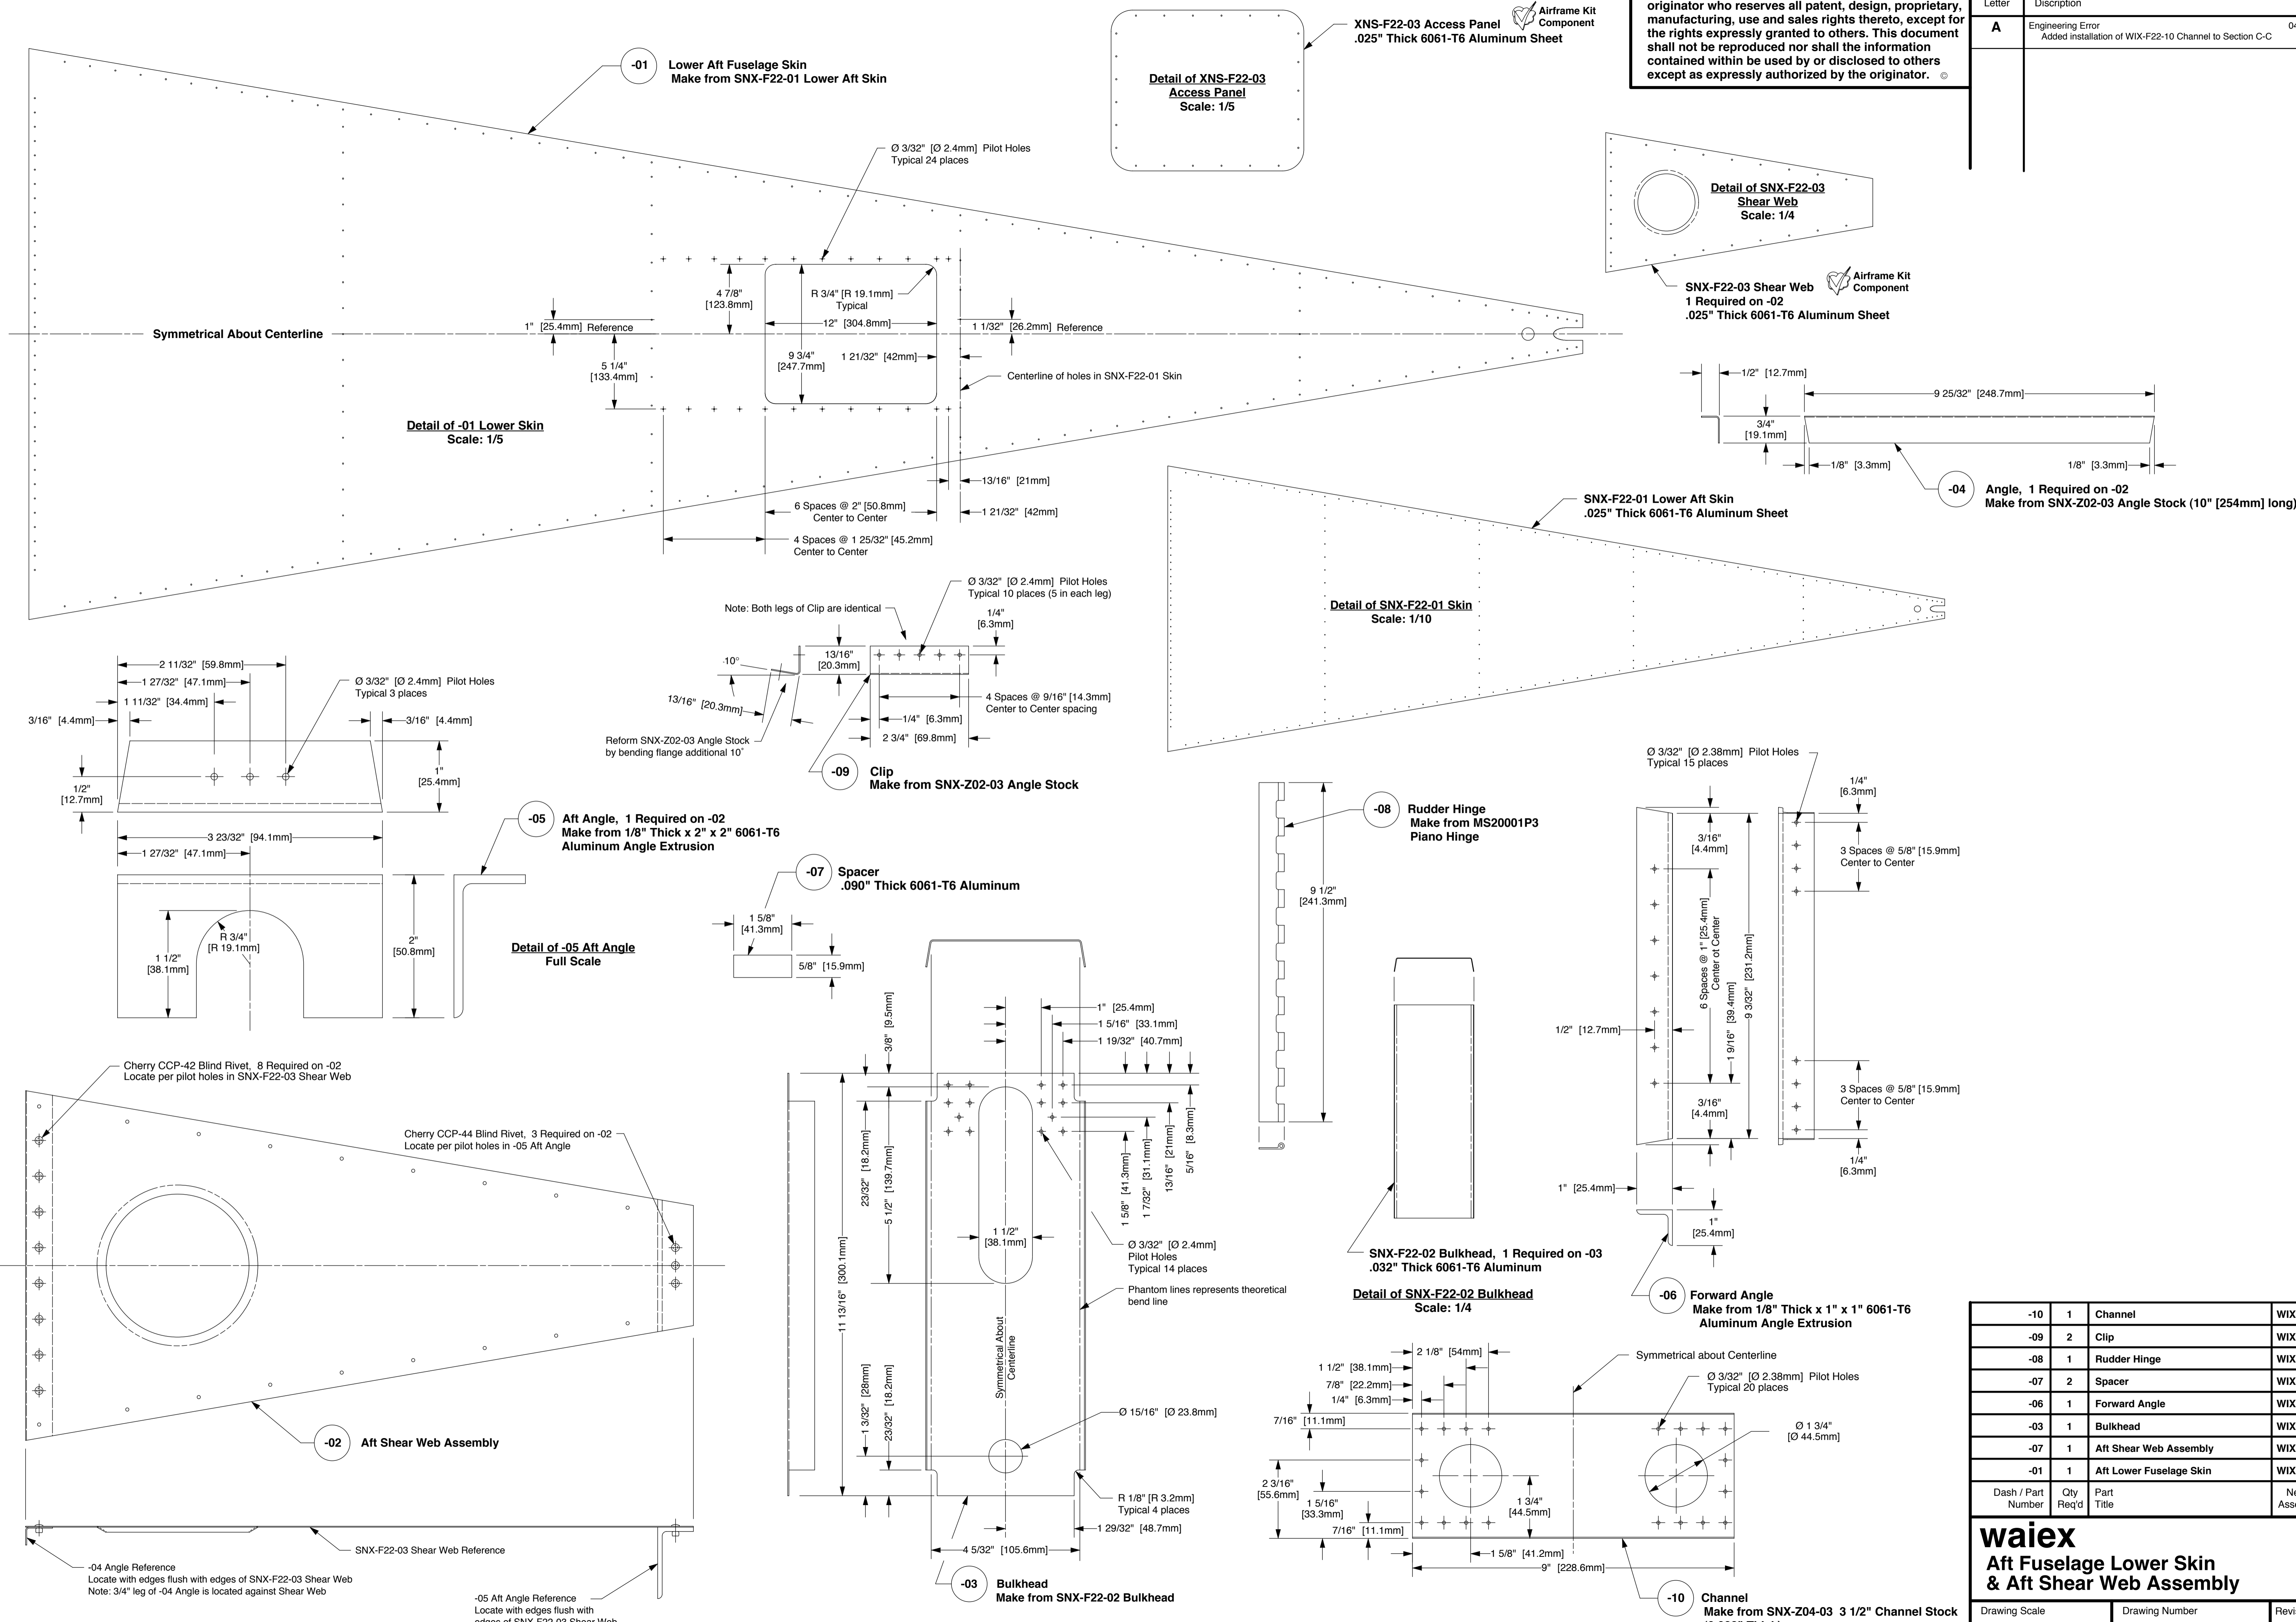 originator who reserves all patent, design, proprietary,
manufacturing, use and sales rights thereto, except for
the rights expressly granted to others. This document
shall not be reproduced nor shall the information
contained within be used by or disclosed to others
except as expressly authorized by the originator. ©
Letter Discription
A Engineering Error 04
Added installation of WIX-F22-10 Channel to Section C-C
XNS-F22-03 Access Panel
.025" Thick 6061-T6 Aluminum Sheet
Airframe Kit
Component
Detail of XNS-F22-03
Access Panel
Scale: 1/5
-01 Lower Aft Fuselage Skin
Make from SNX-F22-01 Lower Aft Skin
Ø 3/32" [Ø 2.4mm] Pilot Holes
Typical 24 places
4 7/8"
[123.8mm]
R 3/4" [R 19.1mm]
Typical
1" [25.4mm] Reference
12" [304.8mm]
1 1/32" [26.2mm] Reference
Symmetrical About Centerline
5 1/4"
[133.4mm]
9 3/4"
[247.7mm]
1 21/32" [42mm]
Centerline of holes in SNX-F22-01 Skin
Detail of -01 Lower Skin
Scale: 1/5
13/16" [21mm]
6 Spaces @ 2" [50.8mm]
Center to Center
1 21/32" [42mm]
4 Spaces @ 1 25/32" [45.2mm]
Center to Center
Detail of SNX-F22-03
Shear Web
Scale: 1/4
SNX-F22-03 Shear Web
1 Required on -02
.025" Thick 6061-T6 Aluminum Sheet
Airframe Kit
Component
1/2" [12.7mm]
9 25/32" [248.7mm]
3/4"
[19.1mm]
1/8" [3.3mm]
1/8" [3.3mm]
-04 Angle, 1 Required on -02
Make from SNX-Z02-03 Angle Stock (10" [254mm] long)
SNX-F22-01 Lower Aft Skin
.025" Thick 6061-T6 Aluminum Sheet
Detail of SNX-F22-01 Skin
Scale: 1/10
Ø 3/32" [Ø 2.4mm] Pilot Holes
Typical 10 places (5 in each leg)
Note: Both legs of Clip are identical
1/4"
[6.3mm]
10°
13/16"
[20.3mm]
13/16" [20.3mm]
4 Spaces @ 9/16" [14.3mm]
Center to Center spacing
1/4" [6.3mm]
2 3/4" [69.8mm]
Reform SNX-Z02-03 Angle Stock
by bending flange additional 10°
-09 Clip
Make from SNX-Z02-03 Angle Stock
2 11/32" [59.8mm]
1 27/32" [47.1mm]
1 11/32" [34.4mm]
Ø 3/32" [Ø 2.4mm] Pilot Holes
Typical 3 places
3/16" [4.4mm]
3/16" [4.4mm]
1"
[25.4mm]
1/2"
[12.7mm]
3 23/32" [94.1mm]
1 27/32" [47.1mm]
-05 Aft Angle, 1 Required on -02
Make from 1/8" Thick x 2" x 2" 6061-T6
Aluminum Angle Extrusion
R 3/4"
[R 19.1mm]
1 1/2"
[38.1mm]
2"
[50.8mm]
Detail of -05 Aft Angle
Full Scale
-07 Spacer
.090" Thick 6061-T6 Aluminum
1 5/8"
[41.3mm]
5/8" [15.9mm]
-08 Rudder Hinge
Make from MS20001P3
Piano Hinge
9 1/2"
[241.3mm]
Ø 3/32" [Ø 2.38mm] Pilot Holes
Typical 15 places
1/4"
[6.3mm]
3/16"
[4.4mm]
3 Spaces @ 5/8" [15.9mm]
Center to Center
6 Spaces @ 1" [25.4mm]
Center ot Center
1 9/16" [39.4mm]
9 3/32" [231.2mm]
1/2" [12.7mm]
3/16"
[4.4mm]
3 Spaces @ 5/8" [15.9mm]
Center to Center
1/4"
[6.3mm]
1" [25.4mm]
1"
[25.4mm]
-06 Forward Angle
Make from 1/8" Thick x 1" x 1" 6061-T6
Aluminum Angle Extrusion
SNX-F22-02 Bulkhead, 1 Required on -03
.032" Thick 6061-T6 Aluminum
Detail of SNX-F22-02 Bulkhead
Scale: 1/4
3/8" [9.5mm]
1" [25.4mm]
1 5/16" [33.1mm]
1 19/32" [40.7mm]
23/32" [18.2mm]
5 1/2" [139.7mm]
1 5/8" [41.3mm]
1 7/32" [31.1mm]
13/16" [21mm]
5/16" [8.3mm]
1 1/2"
[38.1mm]
Ø 3/32" [Ø 2.4mm]
Pilot Holes
Typical 14 places
Phantom lines represents theoretical
bend line
11 13/16" [300.1mm]
Symmetrical About
Centerline
1 3/32" [28mm]
23/32" [18.2mm]
Ø 15/16" [Ø 23.8mm]
R 1/8" [R 3.2mm]
Typical 4 places
1 29/32" [48.7mm]
4 5/32" [105.6mm]
-03 Bulkhead
Make from SNX-F22-02 Bulkhead
Cherry CCP-42 Blind Rivet, 8 Required on -02
Locate per pilot holes in SNX-F22-03 Shear Web
Cherry CCP-44 Blind Rivet, 3 Required on -02
Locate per pilot holes in -05 Aft Angle
-02 Aft Shear Web Assembly
SNX-F22-03 Shear Web Reference
-04 Angle Reference
Locate with edges flush with edges of SNX-F22-03 Shear Web
Note: 3/4" leg of -04 Angle is located against Shear Web
-05 Aft Angle Reference
Locate with edges flush with
edges of SNX-F22-03 Shear Web
2 1/8" [54mm]
1 1/2" [38.1mm]
7/8" [22.2mm]
1/4" [6.3mm]
7/16" [11.1mm]
Symmetrical about Centerline
Ø 3/32" [Ø 2.38mm] Pilot Holes
Typical 20 places
Ø 1 3/4"
[Ø 44.5mm]
2 3/16"
[55.6mm]
1 5/16"
[33.3mm]
7/16" [11.1mm]
1 3/4"
[44.5mm]
1 5/8" [41.2mm]
9" [228.6mm]
-10 Channel
Make from SNX-Z04-03 3 1/2" Channel Stock
-10 1 Channel WIX
-09 2 Clip WIX
-08 1 Rudder Hinge WIX
-07 2 Spacer WIX
-06 1 Forward Angle WIX
-03 1 Bulkhead WIX
-07 1 Aft Shear Web Assembly WIX
-01 1 Aft Lower Fuselage Skin WIX
Dash / Part Qty Part Ne
Number Req'd Title Asse
waiex
Aft Fuselage Lower Skin
& Aft Shear Web Assembly
Drawing Scale Drawing Number Revi